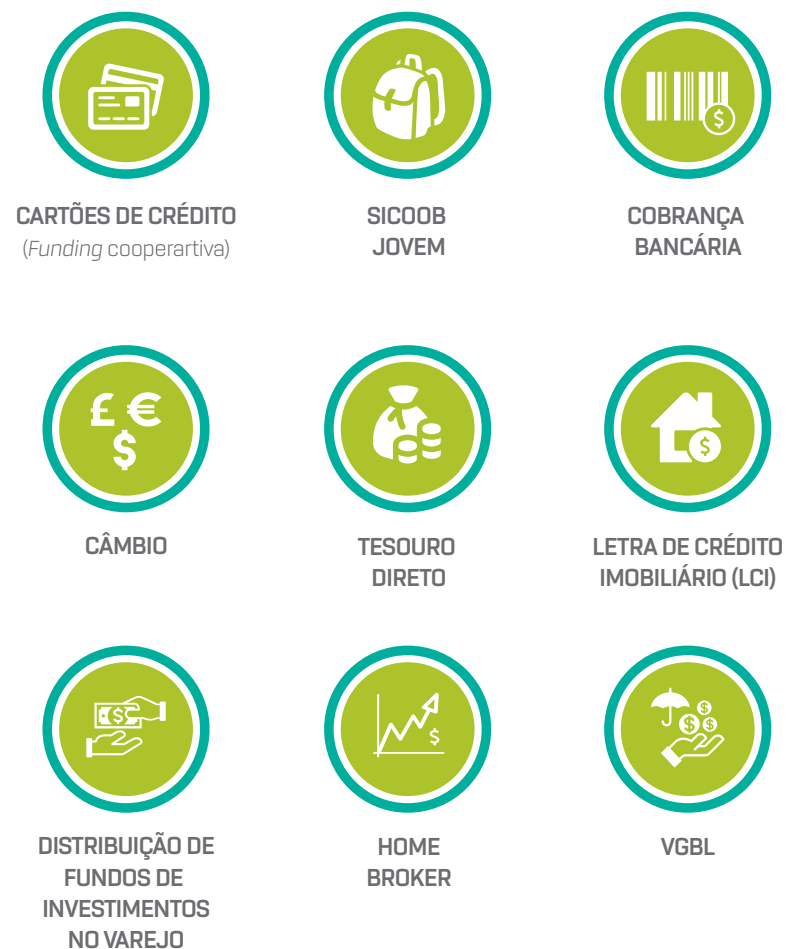 CARTÕES DE CRÉDITO
(Funding cooperartiva)
SICOOB
JOVEM
$
COBRANÇA
BANCÁRIA
£ €
$
CÂMBIO
TESOURO
DIRETO
$
LETRA DE CRÉDITO
IMOBILIÁRIO (LCI)
$
DISTRIBUIÇÃO DE
FUNDOS DE
INVESTIMENTOS
NO VAREJO
$
HOME
BROKER
$
$ $
VGBL